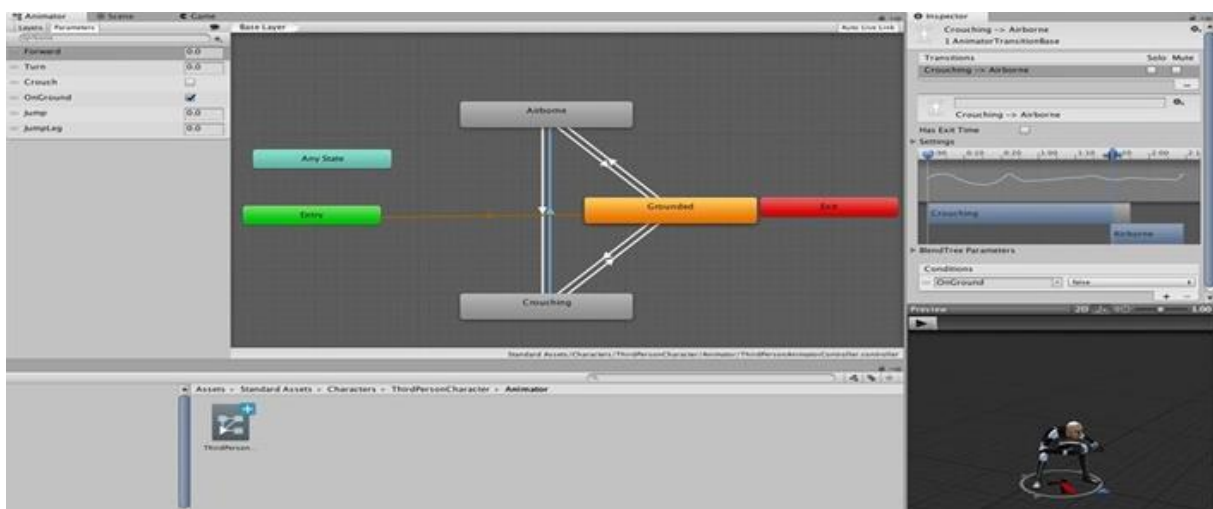 Animator Scene Game
Layers Parameters
Forward 0.0
Turn 0.0
Crouch
OnGround
Jump 0.0
JumpLeg 0.0
Base Layer Auto Live Link
Airborne
Any State
Entry
Grounded
Exit
Crouching
Standard Assets/Characters/ThirdPersonCharacter/Animator/ThirdPersonAnimatorController.controller
Assets Standard Assets Characters ThirdPersonCharacter Animator
ThirdPerson...
Inspector
Crouching -> Airborne
1 AnimatorTransitionBase
Transitions Solo Mute
Crouching -> Airborne
Crouching -> Airborne
Has Exit Time
Settings
Crouching
Airborne
BlendTree Parameters
Conditions
OnGround false
Preview 2D 1.00